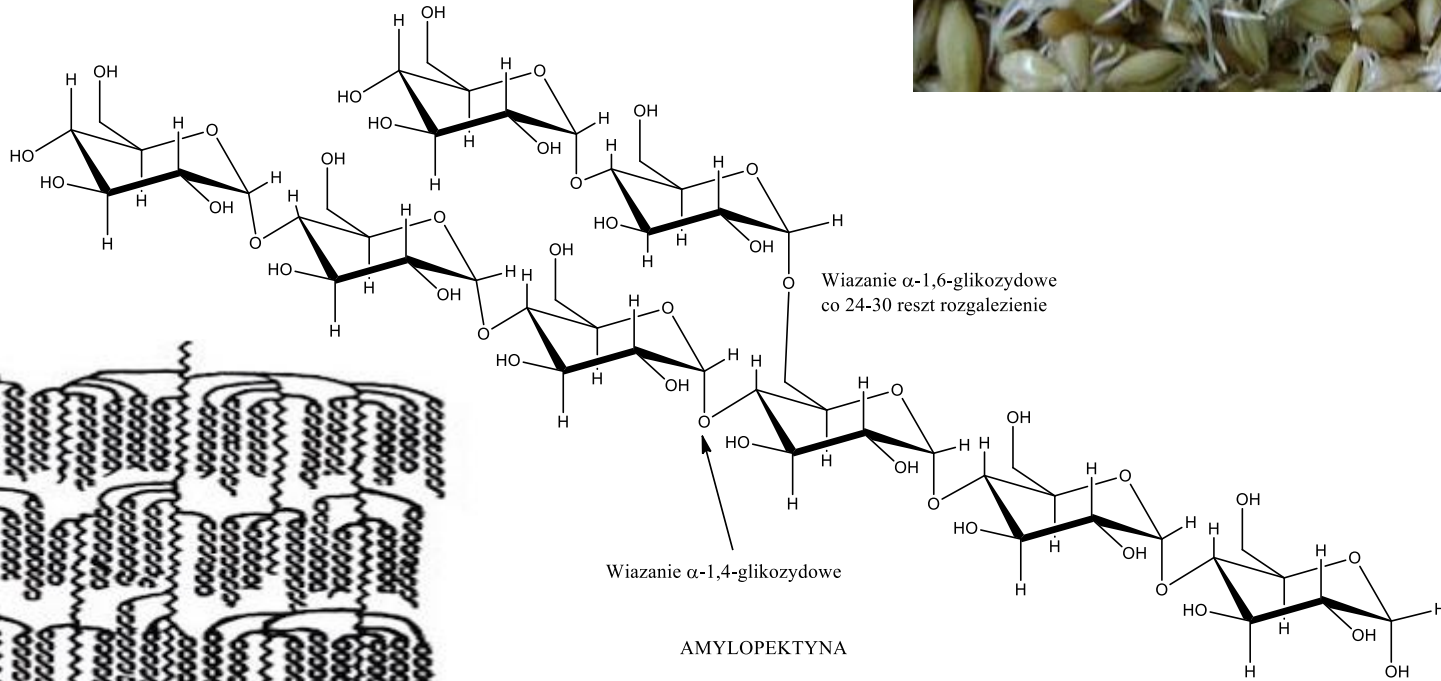 Wiazanie α-1,6-glikozydowe
co 24-30 reszt rozgalezienie
Wiazanie α-1,4-glikozydowe
AMYLOPEKTYNA